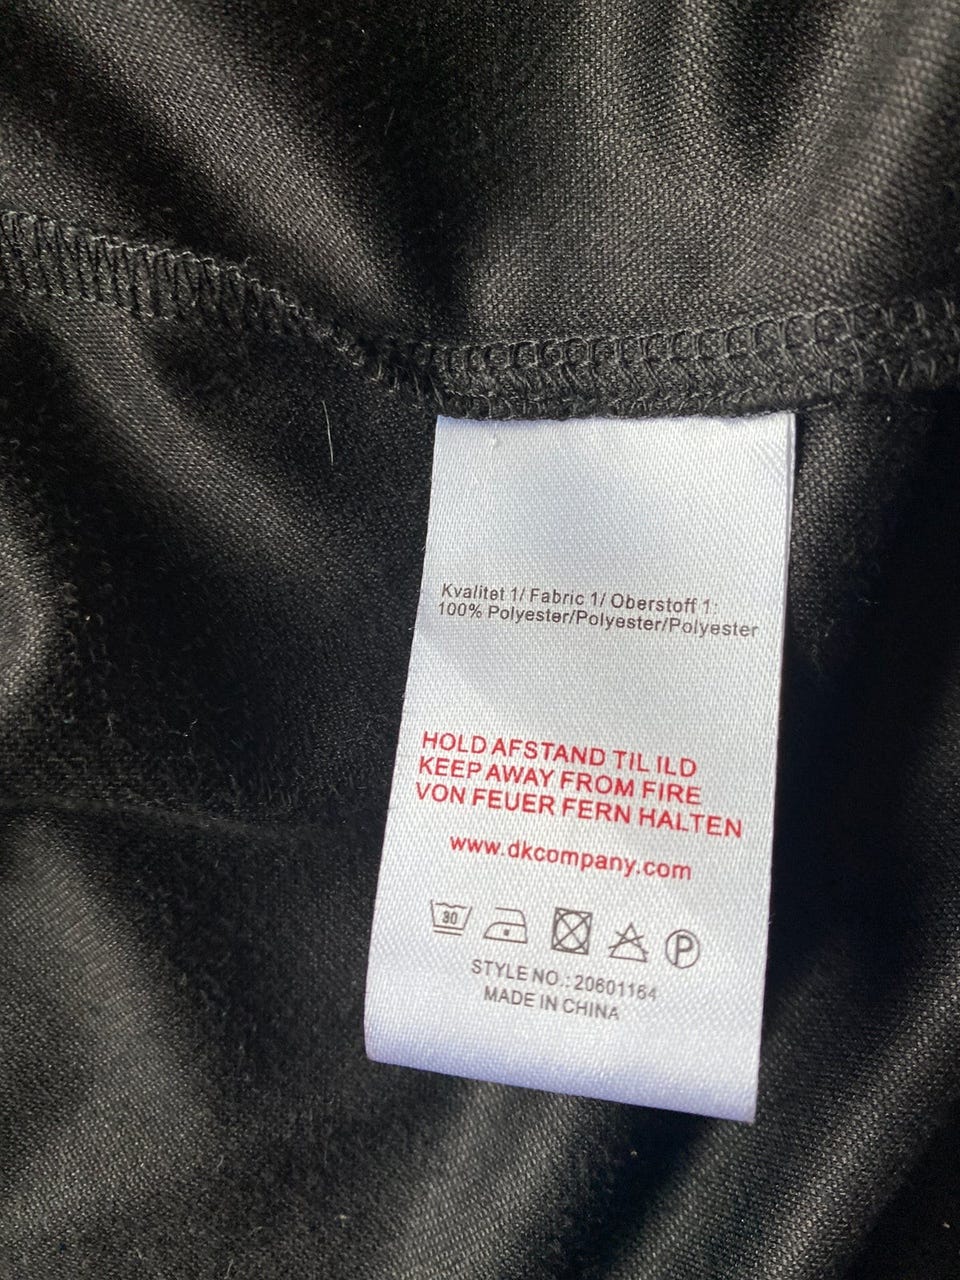 Kvalitet 1/ Fabric 1/ Oberstoff 1:
100% Polyester/Polyester/Polyester
HOLD AFSTAND TIL ILD
KEEP AWAY FROM FIRE
VON FEUER FERN HALTEN
www.dkcompany.com
30 P
STYLE NO.:20601164
MADE IN CHINA